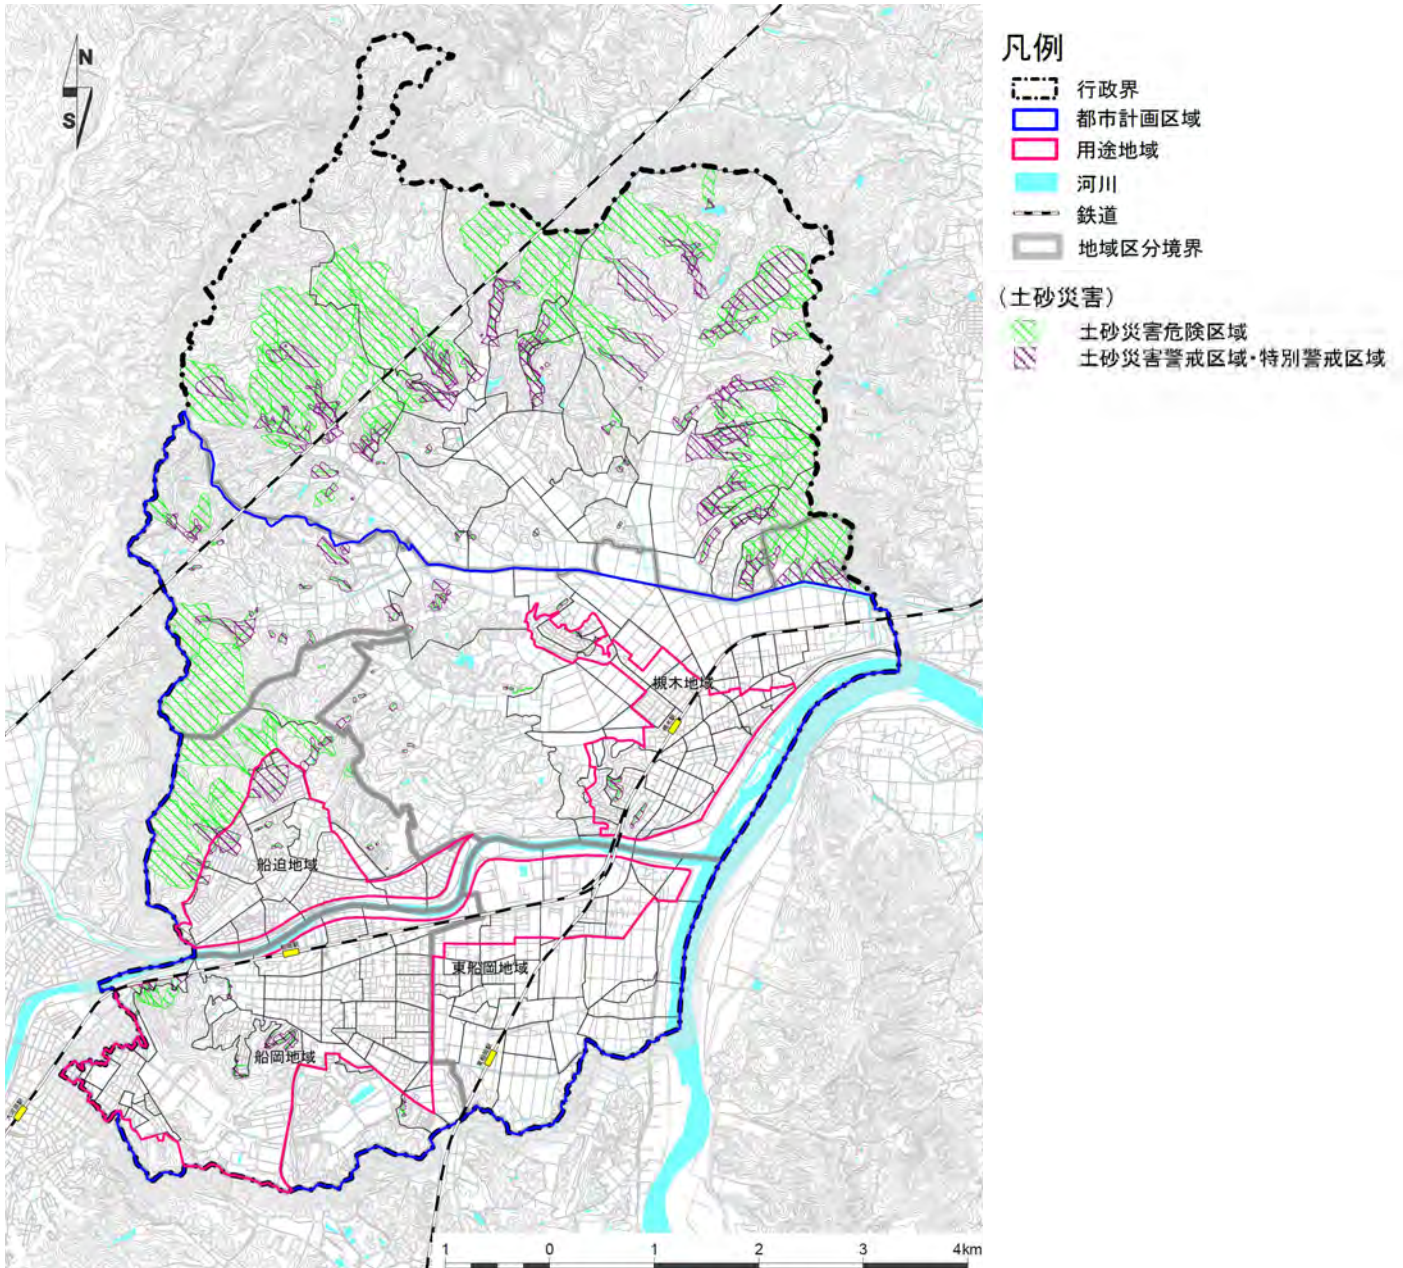 N
S
凡例
行政界
都市計画区域
用途地域
河川
鉄道
地域区分境界
(土砂災害)
土砂災害危険区域
土砂災害警戒区域・特別警戒区域
槻木地域
船迫地域
東船岡地域
船岡地域
1 0 1 2 3 4km